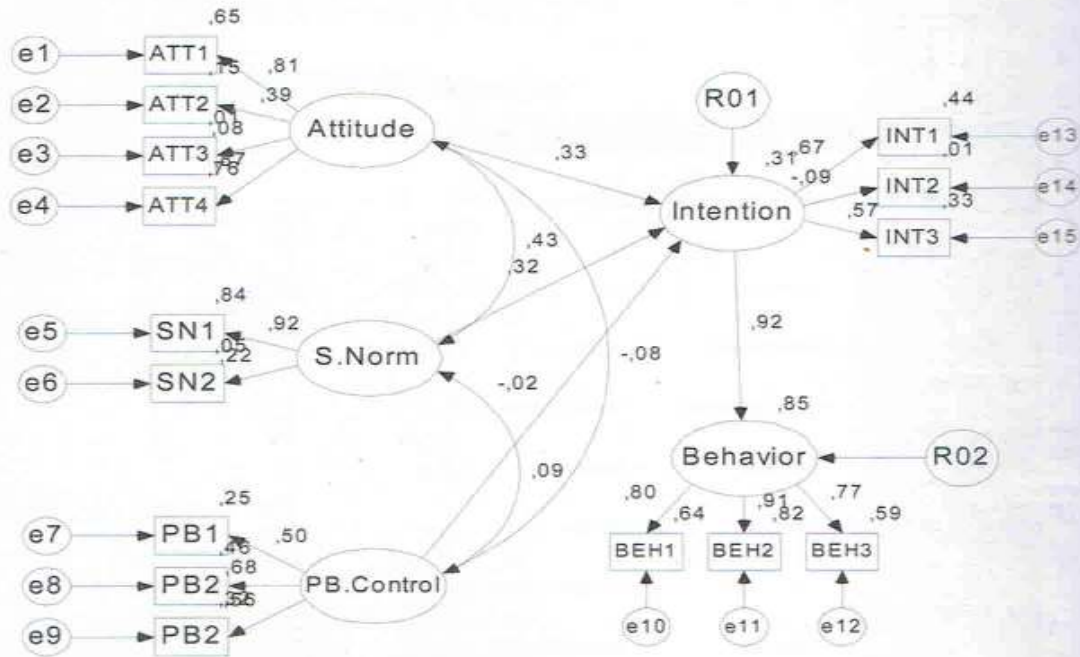 ,65
e1 ATT1 ,81
e2 ATT2 ,39
,08
e3 ATT3
,76
e4 ATT4
Attitude
R01
,33
,31 ,67
-,09
,57
Intention
,44
INT1 e13
,01
INT2 e14
,33
INT3 e15
,43
,32
,84
e5 SN1 ,92
,05
,22
e6 SN2
S.Norm
-,02
-,08
,92
,85
Behavior R02
,09
,80 ,64 ,91 ,82 ,77 ,59
BEH1 BEH2 BEH3
e10 e11 e12
,25
e7 PB1 ,50
,46
,68
e8 PB2
e9 PB2
PB.Control